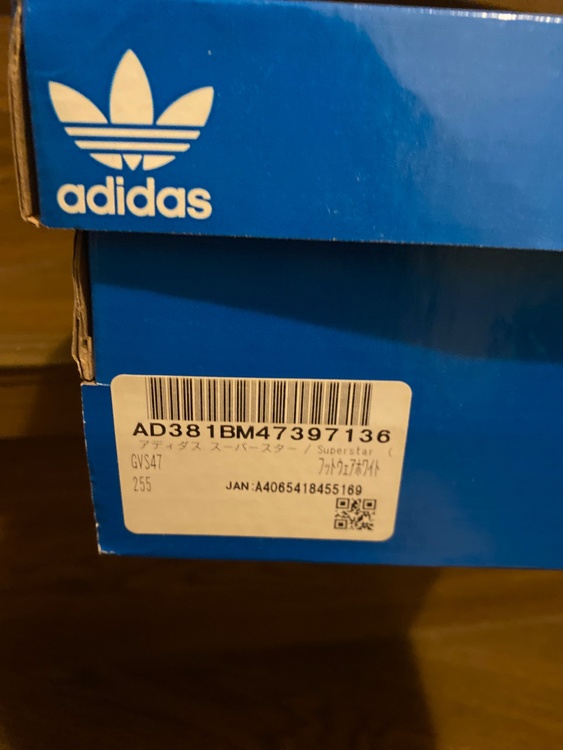 adidas
AD381BM47397136
アディダス スーパースター / Superstar (
GVS47
フットウェアホワイト
255
JAN:A4065418455169